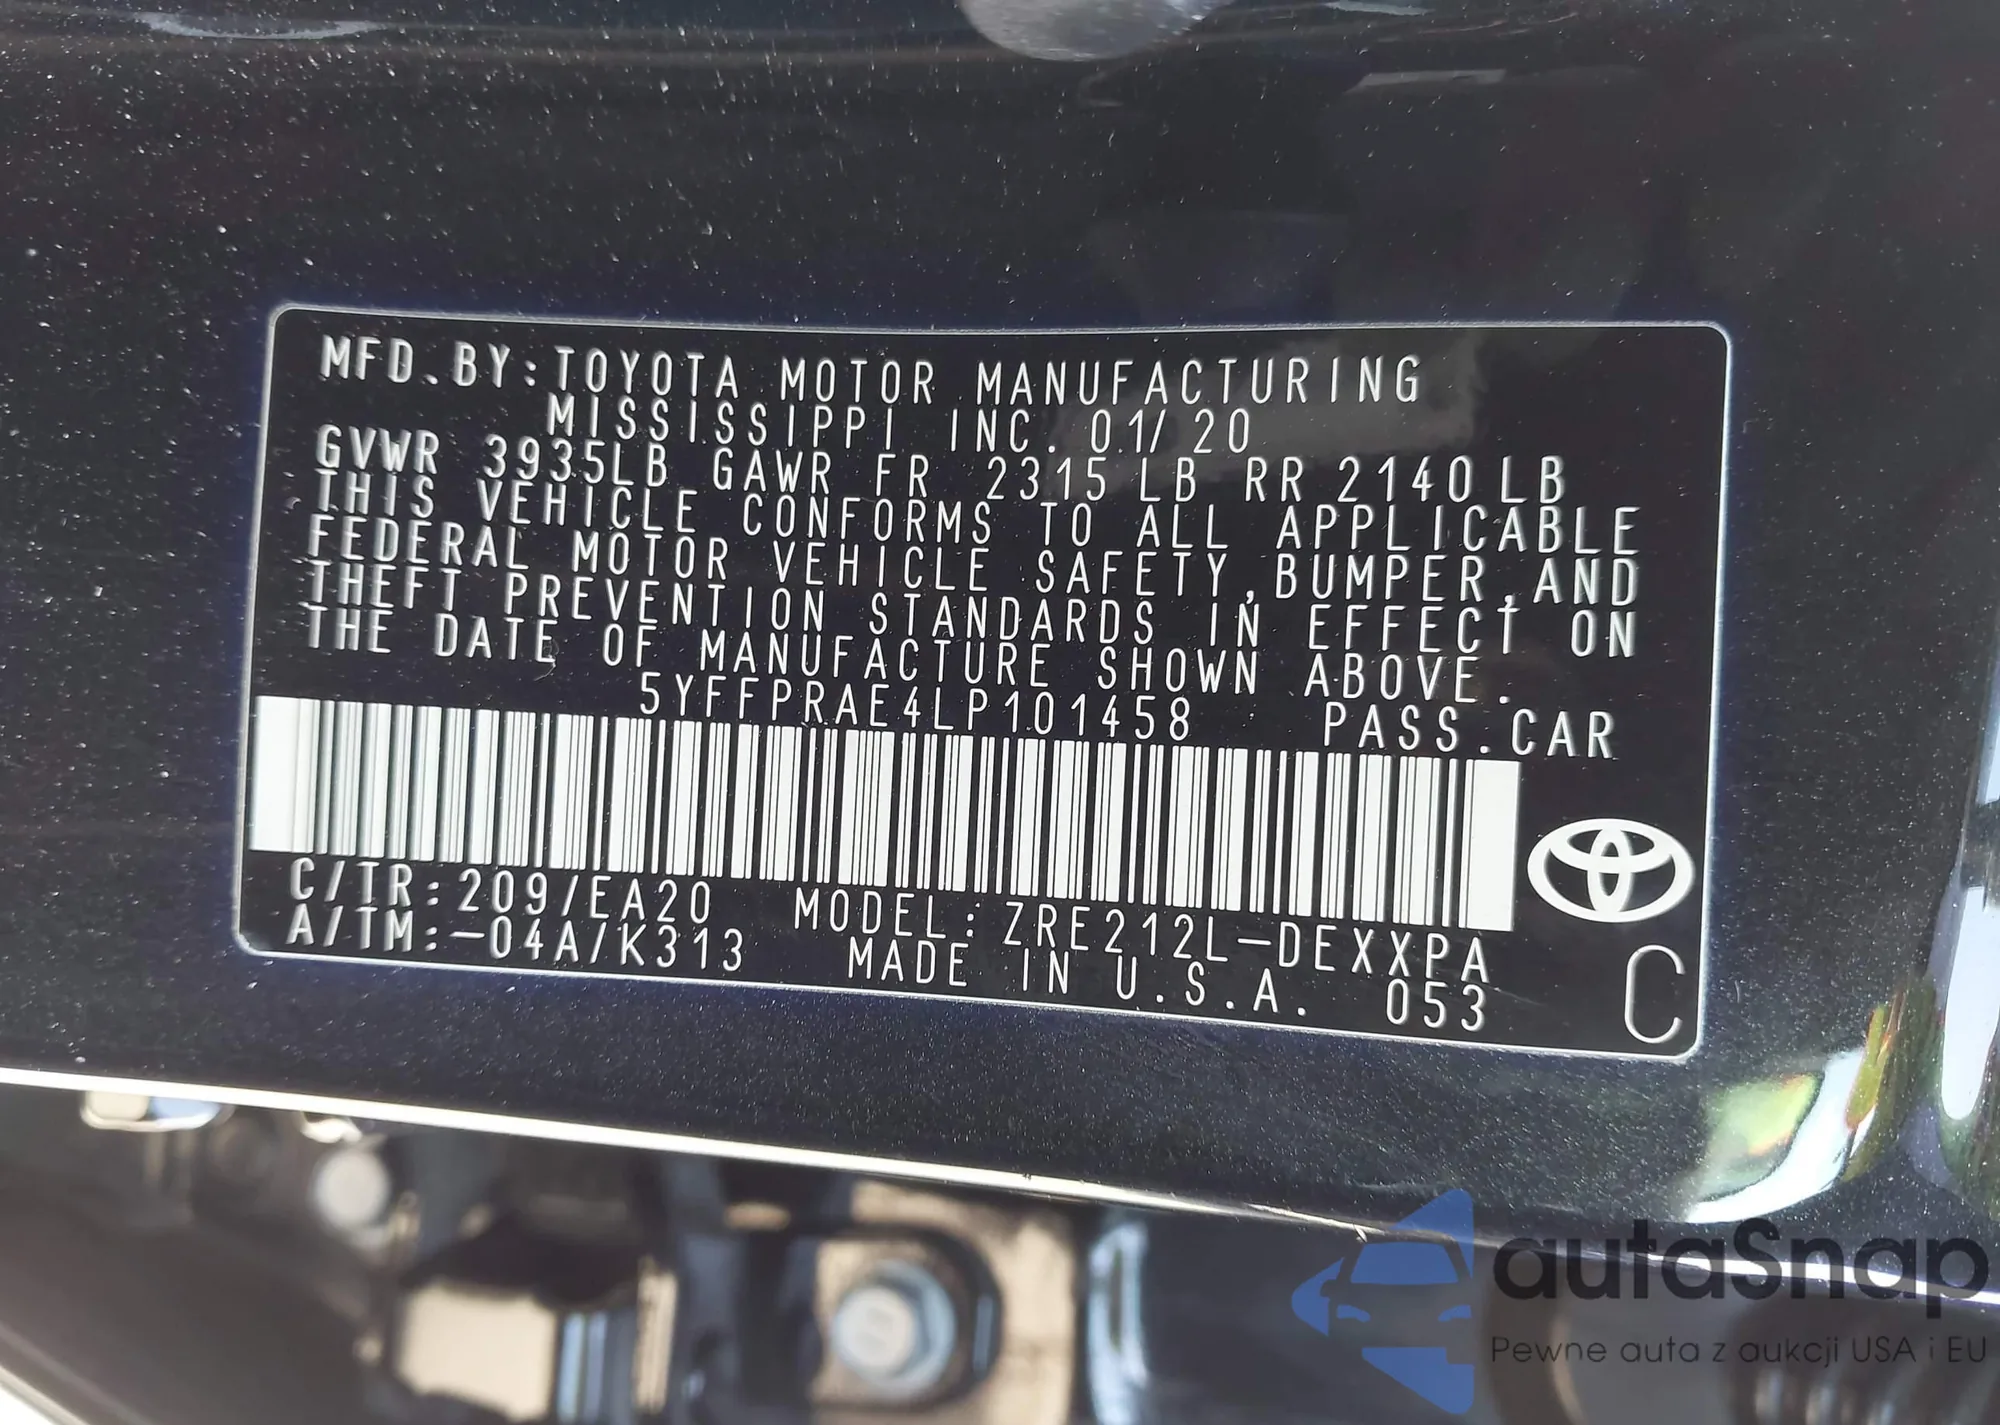 MFD.BY:TOYOTA MOTOR MANUFACTURING
MISSISSIPPI INC. 01/20
GVWR 3935LB GAWR FR 2315LB RR 2140LB
THIS VEHICLE CONFORMS TO ALL APPLICABLE
FEDERAL MOTOR VEHICLE SAFETY,BUMPER,AND
THEFT PREVENTION STANDARDS IN EFFECT ON
THE DATE OF MANUFACTURE SHOWN ABOVE.
5YFFPRAE4LP101458 PASS.CAR
C/TR:209/EA20 MODEL:ZRE212L-DEXXPA
A/TM:-04A/K313 MADE IN U.S.A. 053
C
autaSnap
Pewne auta z aukcji USA i EU